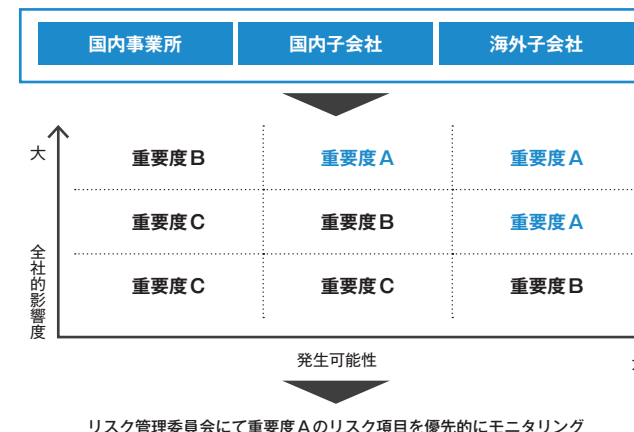 国内事業所 国内子会社 海外子会社
大
重要度B 重要度A 重要度A
重要度C 重要度B 重要度A
全社的影響度
重要度C 重要度C 重要度B
発生可能性
リスク管理委員会にて重要度Aのリスク項目を優先的にモニタリング